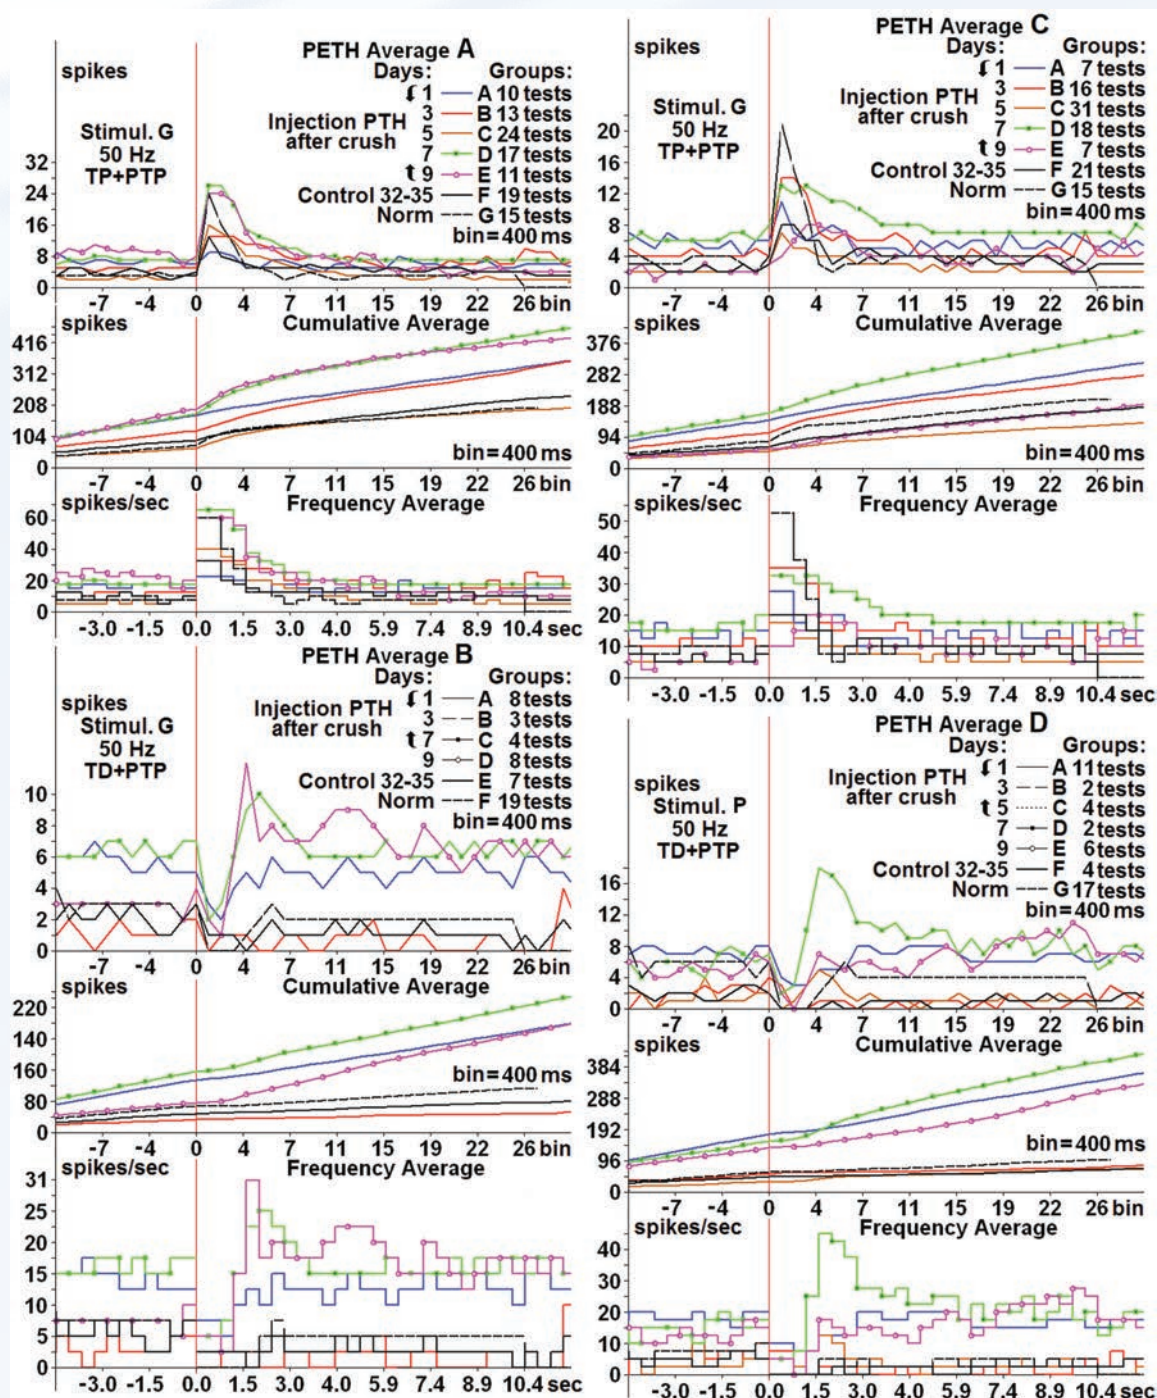 PETH Average A
spikes
Days: Groups:
1 A 10 tests
3 B 13 tests
5 C 24 tests
7 D 17 tests
9 E 11 tests
Injection PTH
after crush
Control 32-35 F 19 tests
Norm G 15 tests
bin = 400 ms
Stimul. G
50 Hz
TP+PTP
32
24
16
8
0
-7 -4 0 4 7 11 15 19 22 26 bin
spikes Cumulative Average
416
312
208
104
0
bin = 400 ms
-7 -4 0 4 7 11 15 19 22 26 bin
spikes/sec Frequency Average
60
40
20
0
-3.0 -1.5 0.0 1.5 3.0 4.0 5.9 7.4 8.9 10.4 sec
PETH Average B
spikes
Days: Groups:
1 A 8 tests
3 B 3 tests
7 C 4 tests
9 D 8 tests
Injection PTH
after crush
Control 32-35 E 7 tests
Norm F 19 tests
bin = 400 ms
Stimul. G
50 Hz
TD+PTP
10
8
6
4
2
0
-7 -4 0 4 7 11 15 19 22 26 bin
spikes Cumulative Average
220
140
160
80
0
bin = 400 ms
-7 -4 0 4 7 11 15 19 22 26 bin
spikes/sec Frequency Average
31
25
20
15
10
5
0
-3.0 -1.5 0.0 1.5 3.0 4.0 5.9 7.4 8.9 10.4 sec
PETH Average C
spikes
Days: Groups:
1 A 7 tests
3 B 16 tests
5 C 31 tests
7 D 18 tests
9 E 7 tests
Injection PTH
after crush
Control 32-35 F 21 tests
Norm G 15 tests
bin = 400 ms
Stimul. G
50 Hz
TP+PTP
20
16
12
8
4
0
-7 -4 0 4 7 11 15 19 22 26 bin
spikes Cumulative Average
376
282
188
94
0
bin = 400 ms
-7 -4 0 4 7 11 15 19 22 26 bin
spikes/sec Frequency Average
50
40
30
20
10
0
-3.0 -1.5 0.0 1.5 3.0 4.0 5.9 7.4 8.9 10.4 sec
PETH Average D
spikes
Days: Groups:
1 A 11 tests
3 B 2 tests
5 C 4 tests
7 D 2 tests
9 E 6 tests
Injection PTH
after crush
Control 32-35 F 4 tests
Norm G 17 tests
bin = 400 ms
Stimul. P
50 Hz
TD+PTP
16
12
8
4
0
-7 -4 0 4 7 11 15 19 22 26 bin
spikes Cumulative Average
384
288
192
96
0
bin = 400 ms
-7 -4 0 4 7 11 15 19 22 26 bin
spikes/sec Frequency Average
40
30
20
10
0
-3.0 -1.5 0.0 1.5 3.0 4.0 5.9 7.4 8.9 10.4 sec